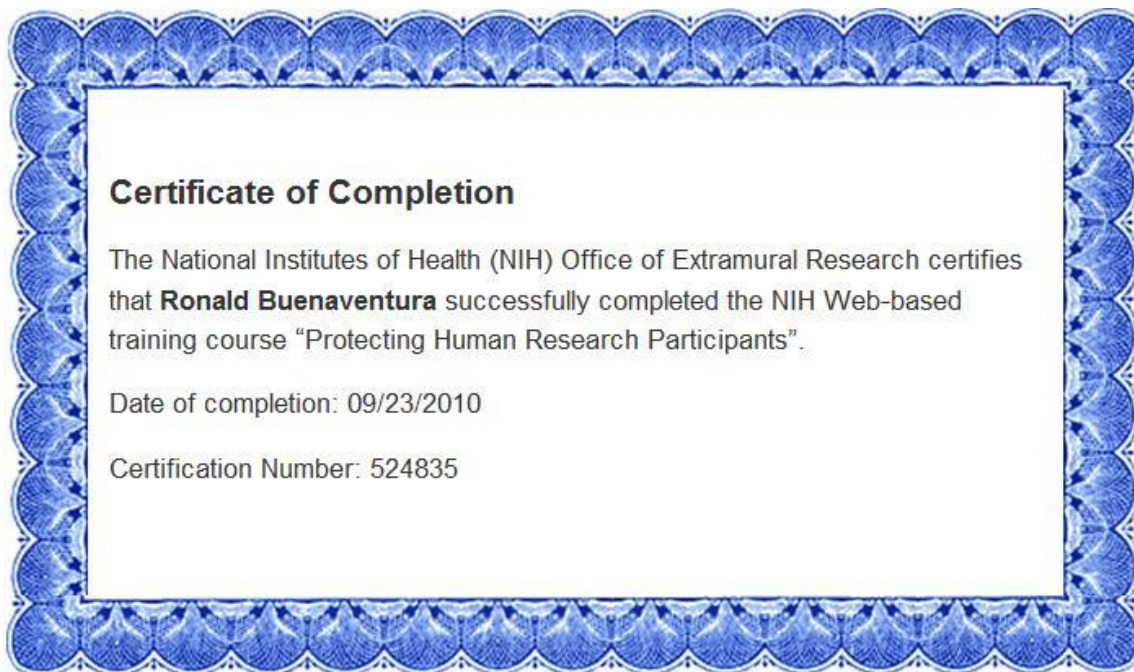 Certificate of Completion
The National Institutes of Health (NIH) Office of Extramural Research certifies
that Ronald Buenaventura successfully completed the NIH Web-based
training course “Protecting Human Research Participants”.
Date of completion: 09/23/2010
Certification Number: 524835